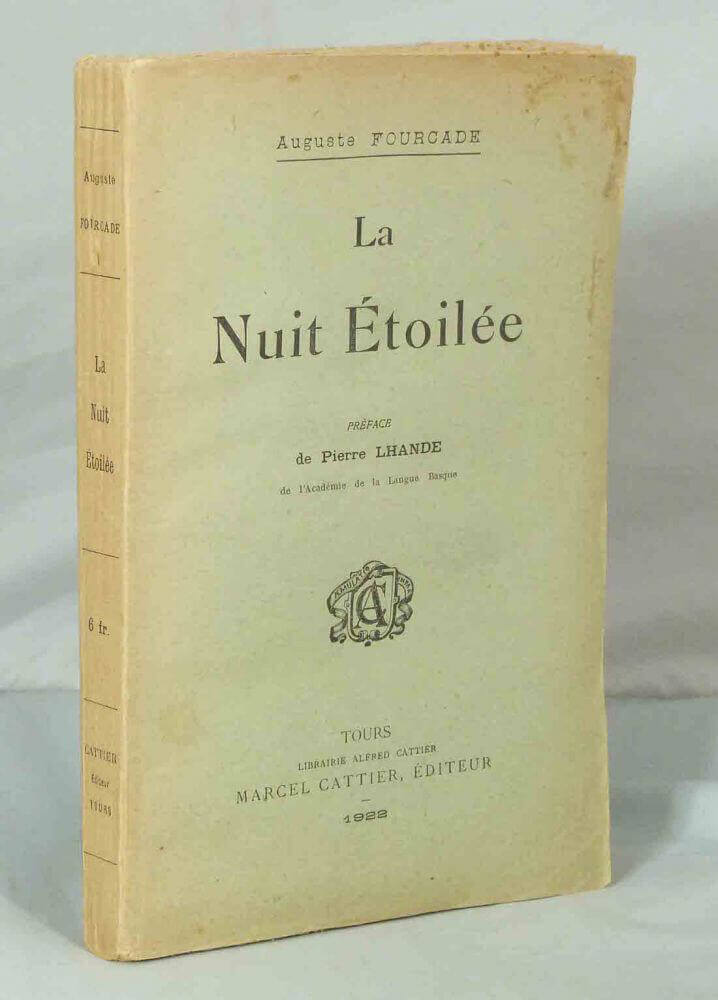 Auguste
FOURCADE
La
Nuit
Étoilée
6 fr.
CATTIER
Éditeur
TOURS
Auguste FOURCADE
La
Nuit Étoilée
PRÉFACE
de Pierre LHANDE
de l'Académie de la Langue Basque
TOURS
LIBRAIRIE ALFRED CATTIER
MARCEL CATTIER, ÉDITEUR
1922